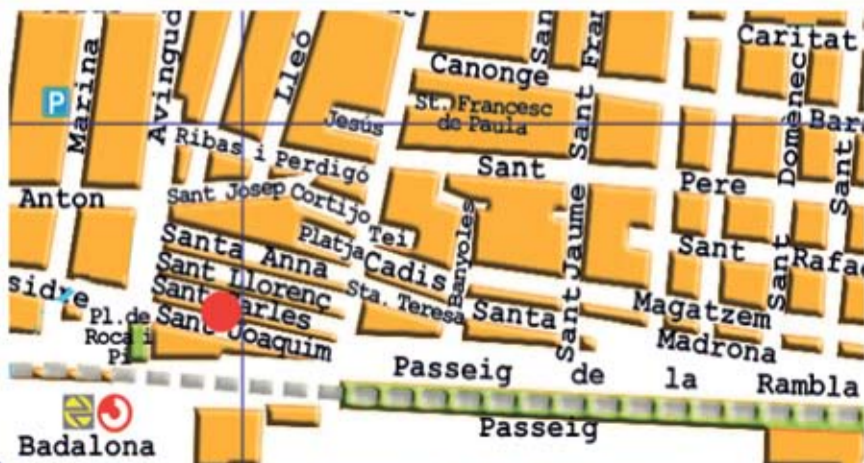 Caritat
Marina
Avingud
Lleó
Canonge
P
St. Francesc
de Paula
Jesús
Sant
Domènec
Bar
Ribas i Perdigó
Sant
Pere
Sant
Anton
Sant Josep
Cortijo
Tei
Platja
Santa Anna
Cadis
Banyoles
Sant Jaume
Sant
Rafae
Sant
Sant Llorenç
sidre
Sta. Teresa
Santa
Magatzem
Madrona
Sant Carles
Sant Joaquim
Pl. de
Roca i
Pi
Passeig de la Rambla
Passeig
Badalona